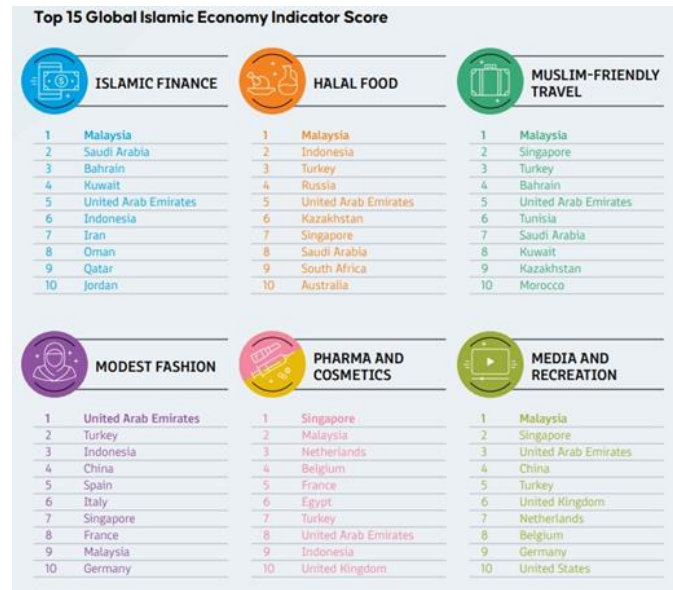 Top 15 Global Islamic Economy Indicator Score
ISLAMIC FINANCE
1 Malaysia
2 Saudi Arabia
3 Bahrain
4 Kuwait
5 United Arab Emirates
6 Indonesia
7 Iran
8 Oman
9 Qatar
10 Jordan
HALAL FOOD
1 Malaysia
2 Indonesia
3 Turkey
4 Russia
5 United Arab Emirates
6 Kazakhstan
7 Singapore
8 Saudi Arabia
9 South Africa
10 Australia
MUSLIM-FRIENDLY
TRAVEL
1 Malaysia
2 Singapore
3 Turkey
4 Bahrain
5 United Arab Emirates
6 Tunisia
7 Saudi Arabia
8 Kuwait
9 Kazakhstan
10 Morocco
MODEST FASHION
1 United Arab Emirates
2 Turkey
3 Indonesia
4 China
5 Spain
6 Italy
7 Singapore
8 France
9 Malaysia
10 Germany
PHARMA AND
COSMETICS
1 Singapore
2 Malaysia
3 Netherlands
4 Belgium
5 France
6 Egypt
7 Turkey
8 United Arab Emirates
9 Indonesia
10 United Kingdom
MEDIA AND
RECREATION
1 Malaysia
2 Singapore
3 United Arab Emirates
4 China
5 Turkey
6 United Kingdom
7 Netherlands
8 Belgium
9 Germany
10 United States